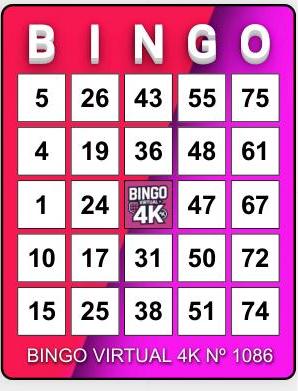 B I N G O
5 26 43 55 75
4 19 36 48 61
1 24 BINGO VIRTUAL 4K 47 67
10 17 31 50 72
15 25 38 51 74
BINGO VIRTUAL 4K Nº 1086